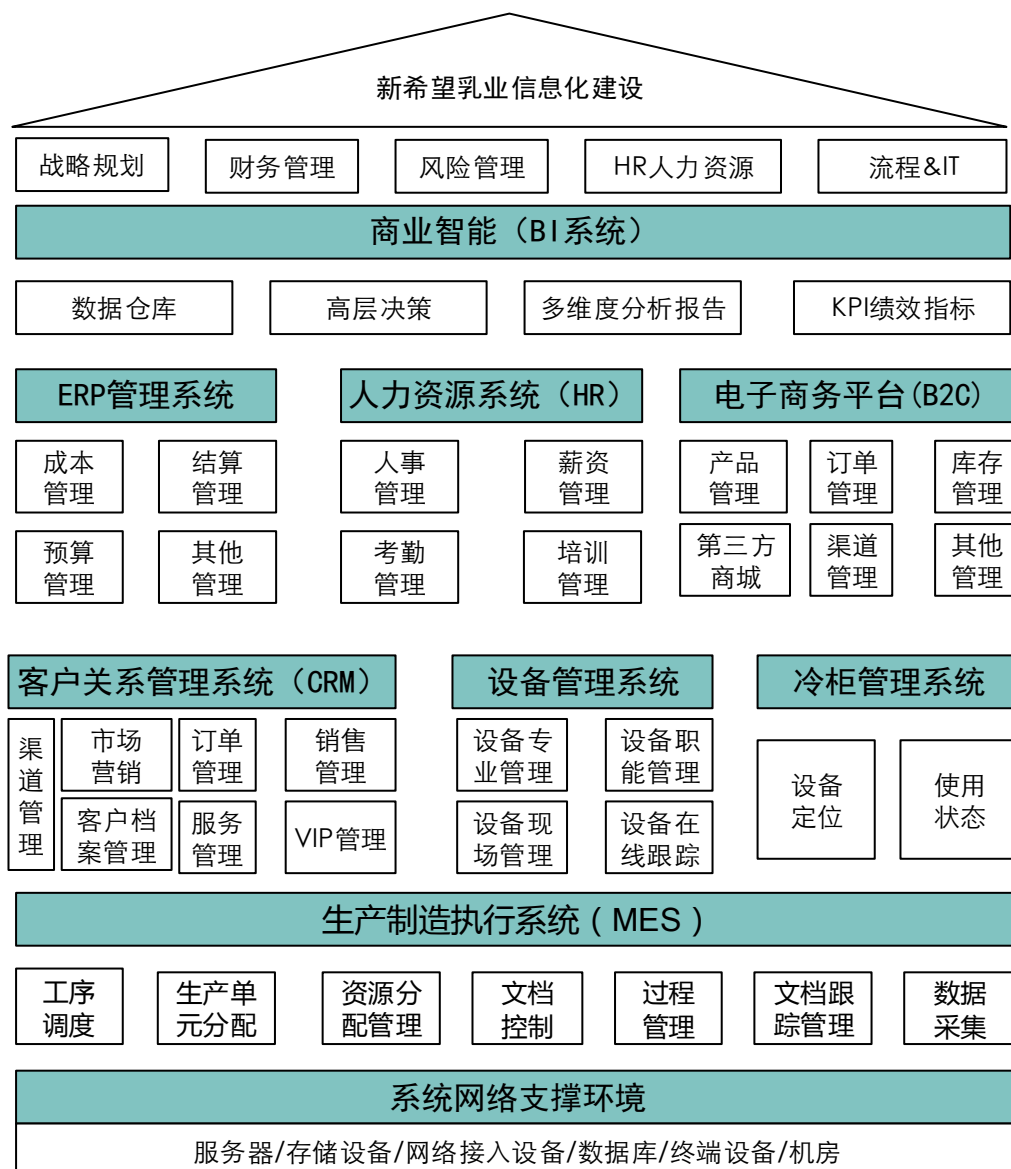 新希望乳业信息化建设
战略规划
财务管理
风险管理
HR人力资源
流程&IT
商业智能（BI系统）
数据仓库
高层决策
多维度分析报告
KPI绩效指标
ERP管理系统
人力资源系统（HR）
电子商务平台(B2C)
成本
管理
结算
管理
人事
管理
薪资
管理
产品
管理
订单
管理
库存
管理
预算
管理
其他
管理
考勤
管理
培训
管理
第三方
商城
渠道
管理
其他
管理
客户关系管理系统（CRM）
设备管理系统
冷柜管理系统
渠
道
管
理
市场
营销
订单
管理
销售
管理
客户档
案管理
服务
管理
VIP管理
设备专
业管理
设备职
能管理
设备现
场管理
设备在
线跟踪
设备
定位
使用
状态
生产制造执行系统（MES）
工序
调度
生产单
元分配
资源分
配管理
文档
控制
过程
管理
文档跟
踪管理
数据
采集
系统网络支撑环境
服务器/存储设备/网络接入设备/数据库/终端设备/机房